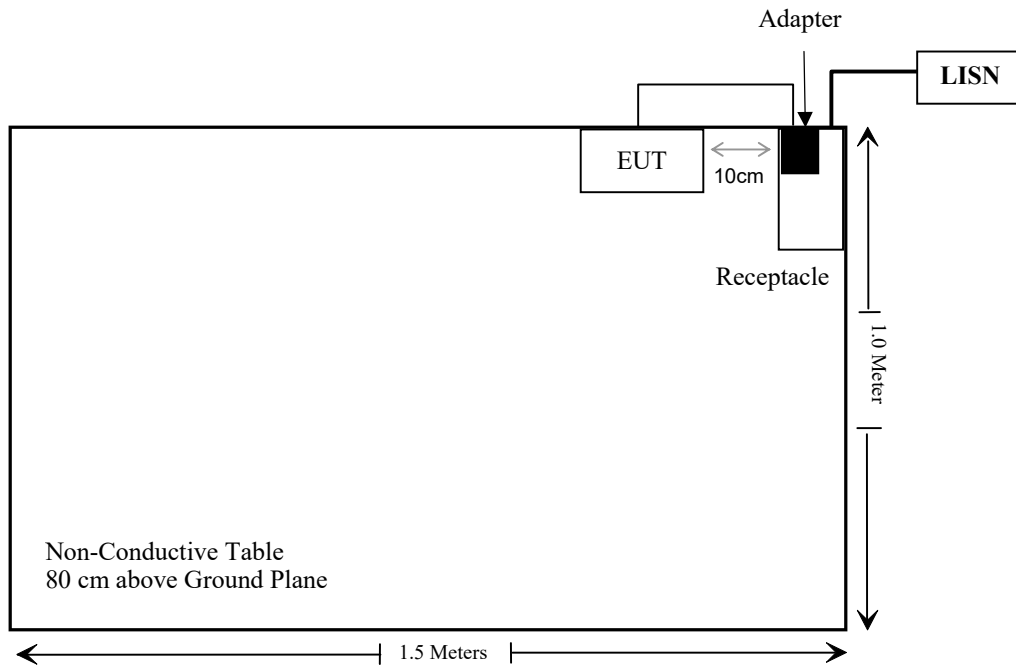 Adapter
LISN
EUT
10cm
Receptacle
1.0 Meter
Non-Conductive Table
80 cm above Ground Plane
1.5 Meters